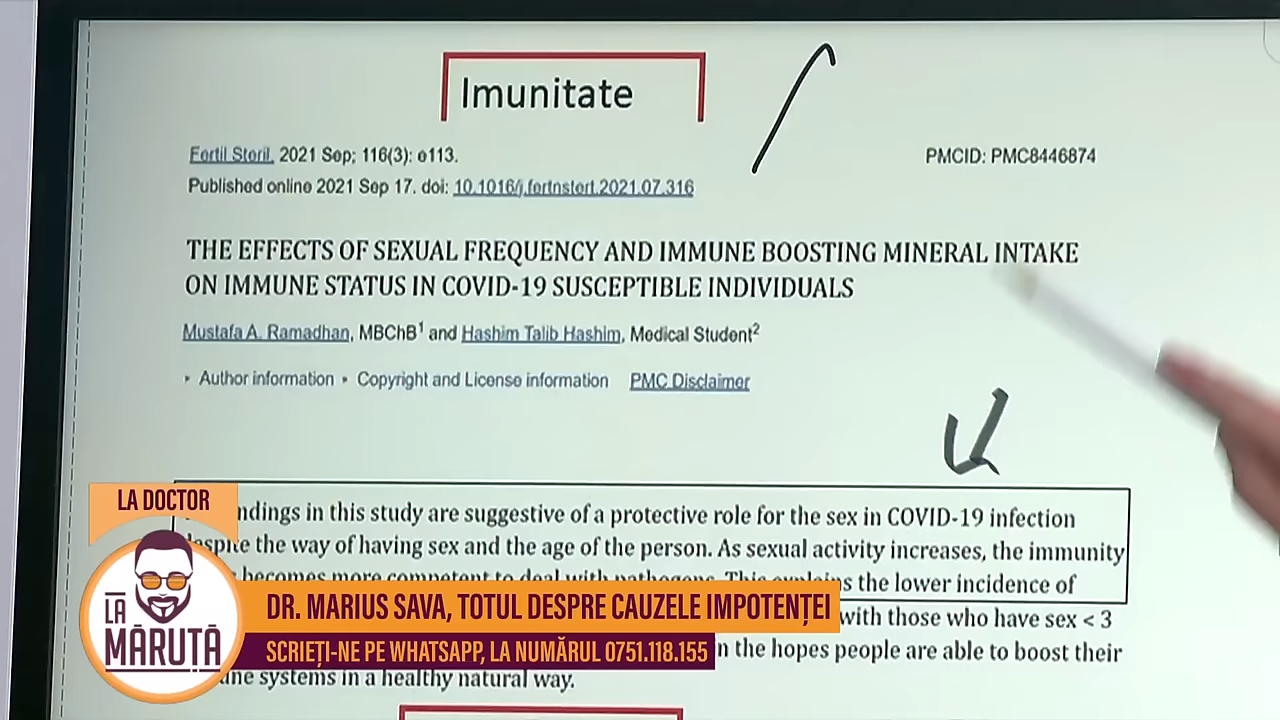 Imunitate
Fertil Steril. 2021 Sep; 116(3): e113.
PMCID: PMC8446874
Published online 2021 Sep 17. doi: 10.1016/j.fertnstert.2021.07.316
THE EFFECTS OF SEXUAL FREQUENCY AND IMMUNE BOOSTING MINERAL INTAKE
ON IMMUNE STATUS IN COVID-19 SUSCEPTIBLE INDIVIDUALS
Mustafa A. Ramadhan, MBChB1 and Hashim Talib Hashim, Medical Student2
Author information Copyright and License information PMC Disclaimer
ndings in this study are suggestive of a protective role for the sex in COVID-19 infection
despite the way of having sex and the age of the person. As sexual activity increases, the immunity
becomes more competent to deal with pathogens. This explains the lower incidence of
with those who have sex < 3
n the hopes people are able to boost their
ne systems in a healthy natural way.
LA DOCTOR
LA
MĂRUȚĂ
DR. MARIUS SAVA, TOTUL DESPRE CAUZELE IMPOTENȚEI
SCRIEȚI-NE PE WHATSAPP, LA NUMĂRUL 0751.118.155